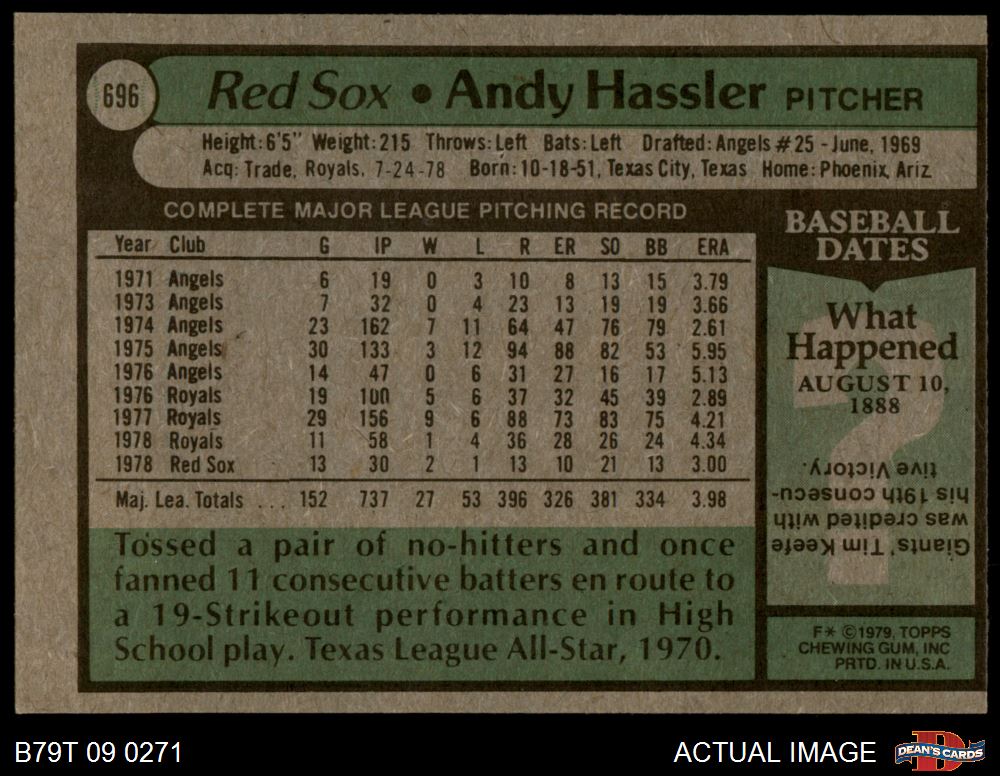 696
Red Sox • Andy Hassler PITCHER
Height:6'5" Weight:215 Throws:Left Bats:Left Drafted:Angels #25 - June, 1969
Acq: Trade, Royals, 7-24-78 Born:10-18-51, Texas City, Texas Home: Phoenix, Ariz
COMPLETE MAJOR LEAGUE PITCHING RECORD
Year Club G IP W L R ER SO BB ERA
1971 Angels 6 19 0 3 10 8 13 15 3.79
1973 Angels 7 32 0 4 23 13 19 19 3.66
1974 Angels 23 162 7 11 64 47 76 79 2.61
1975 Angels 30 133 3 12 94 88 82 53 5.95
1976 Angels 14 47 0 6 31 27 16 17 5.13
1976 Royals 19 100 5 6 37 32 45 39 2.89
1977 Royals 29 156 9 6 88 73 83 75 4.21
1978 Royals 11 58 1 4 36 28 26 24 4.34
1978 Red Sox 13 30 2 1 13 10 21 13 3.00
Maj. Lea. Totals ... 152 737 27 53 396 326 381 334 3.98
Tossed a pair of no-hitters and once
fanned 11 consecutive batters en route to
a 19-Strikeout performance in High
School play. Texas League All-Star, 1970.
BASEBALL
DATES
What
Happened
AUGUST 10,
1888
Giants' Tim Keefe
was credited with
his 19th consecu-
tive Victory.
F* ©1979, TOPPS
CHEWING GUM, INC
PRTD. IN U.S.A.
B79T 09 0271
ACTUAL IMAGE
DEAN'S CARDS